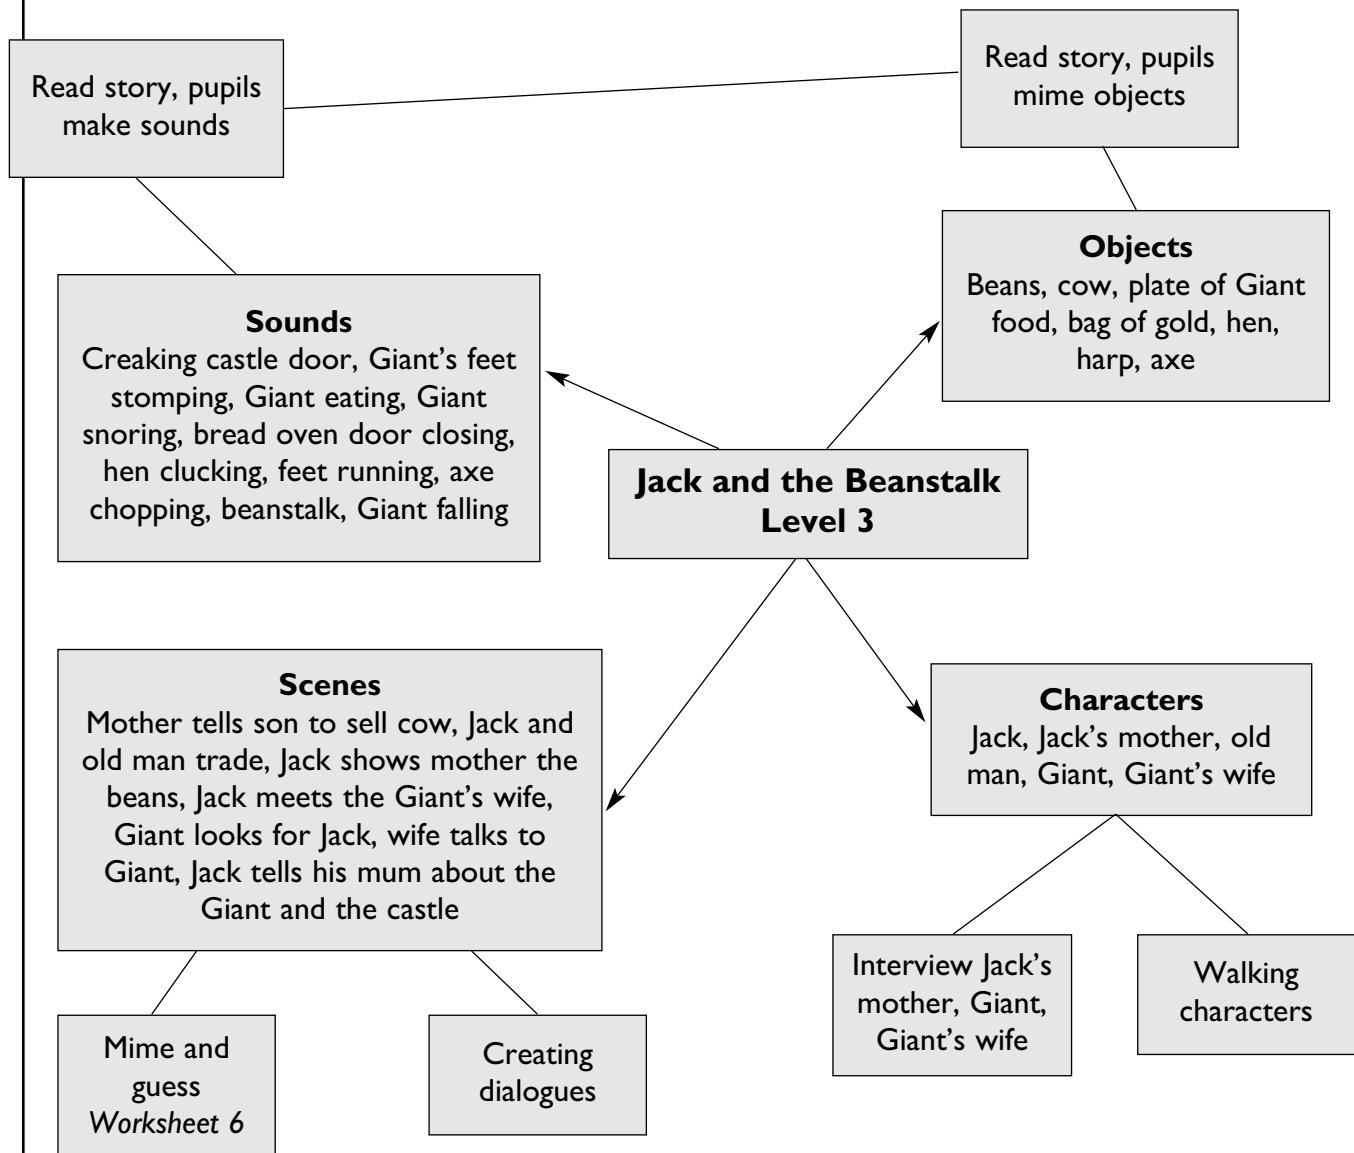 Read story, pupils
make sounds
Read story, pupils
mime objects
Objects
Beans, cow, plate of Giant
food, bag of gold, hen,
harp, axe
Sounds
Creaking castle door, Giant’s feet
stomping, Giant eating, Giant
snoring, bread oven door closing,
hen clucking, feet running, axe
chopping, beanstalk, Giant falling
Jack and the Beanstalk
Level 3
Scenes
Mother tells son to sell cow, Jack and
old man trade, Jack shows mother the
beans, Jack meets the Giant’s wife,
Giant looks for Jack, wife talks to
Giant, Jack tells his mum about the
Giant and the castle
Characters
Jack, Jack’s mother, old
man, Giant, Giant’s wife
Mime and
guess
Worksheet 6
Creating
dialogues
Interview Jack’s
mother, Giant,
Giant’s wife
Walking
characters